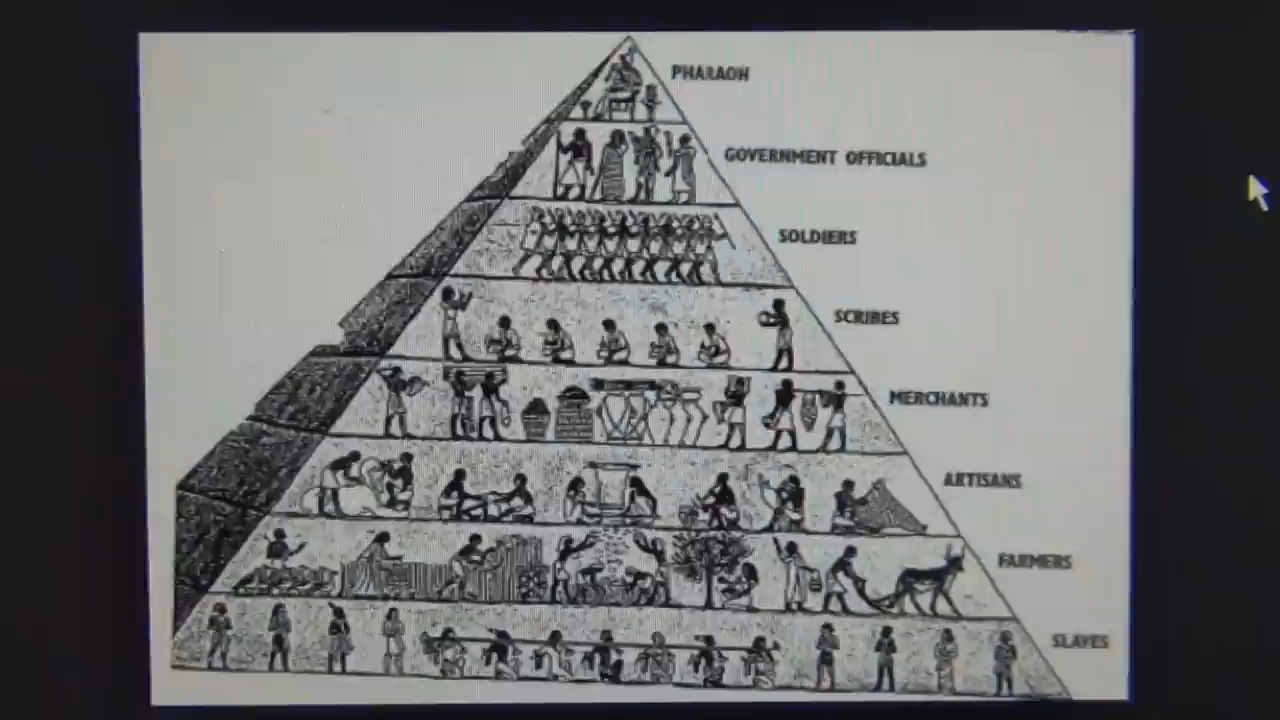 PHARAOH
GOVERNMENT OFFICIALS
SOLDIERS
SCRIBES
MERCHANTS
ARTISANS
FARMERS
SLAVES